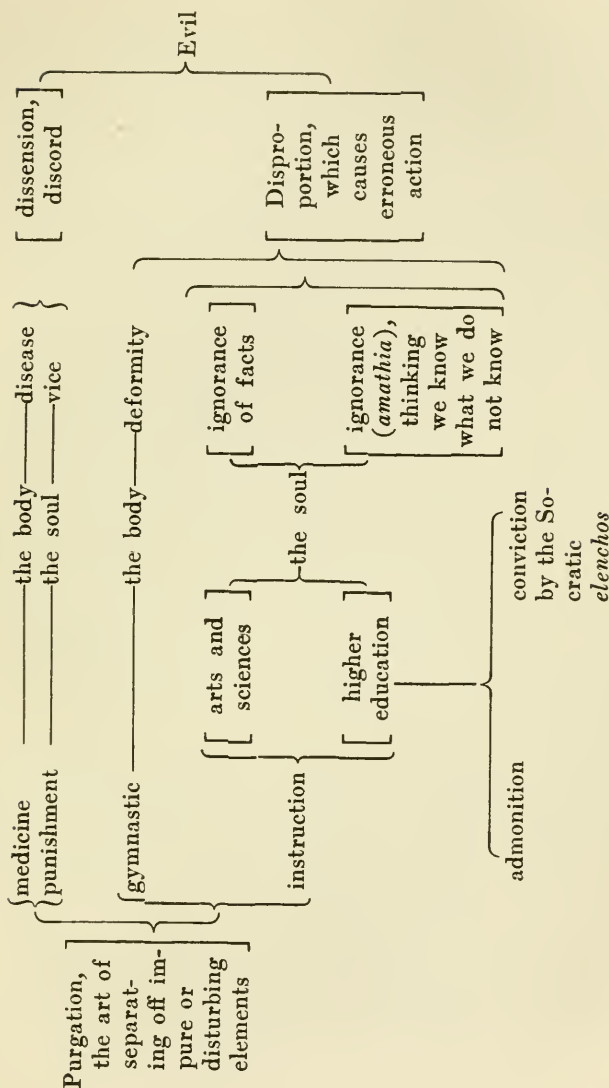 Purgation,
the art of
separat-
ing off im-
pure or
disturbing
elements
medicine
punishment
the body
the soul
disease
vice
dissension,
discord
Evil
gymnastic
the body
deformity
Dispro-
portion,
which
causes
erroneous
action
instruction
arts and
sciences
higher
education
the soul
ignorance
of facts
ignorance
(amathia),
thinking
we know
what we do
not know
admonition
conviction
by the So-
cratic
elenchos